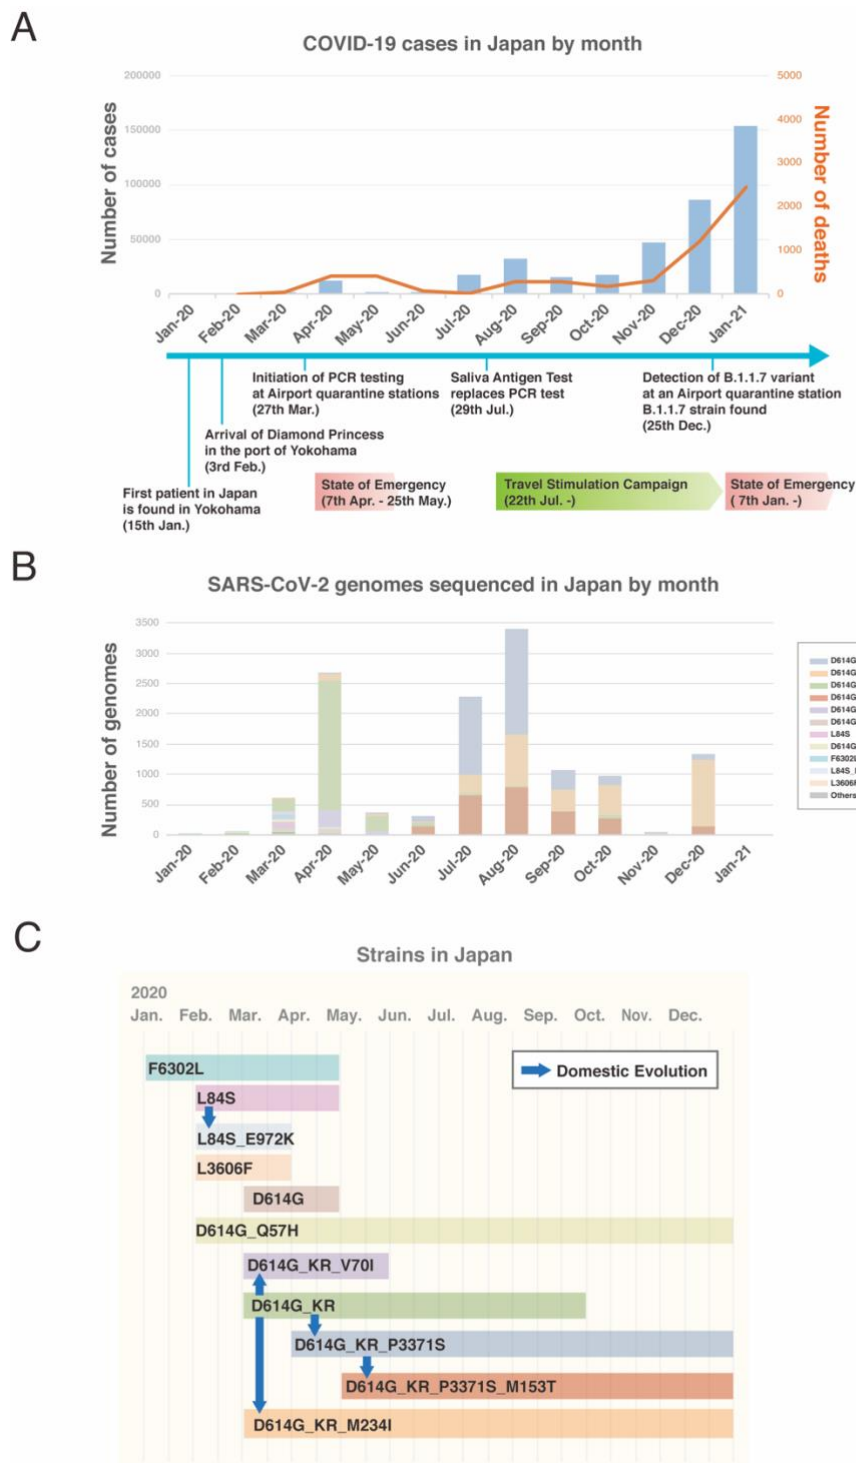 A
COVID-19 cases in Japan by month
Number of cases
200000
150000
100000
50000
0
5000
4000
3000
2000
1000
0
Number of deaths
Jan-20
Feb-20
Mar-20
Apr-20
May-20
Jun-20
Jul-20
Aug-20
Sep-20
Oct-20
Nov-20
Dec-20
Jan-21
Initiation of PCR testing
at Airport quarantine stations
(27th Mar.)
Saliva Antigen Test
replaces PCR test
(29th Jul.)
Detection of B.1.1.7 variant
at an Airport quarantine station
B.1.1.7 strain found
(25th Dec.)
Arrival of Diamond Princess
in the port of Yokohama
(3rd Feb.)
First patient in Japan
is found in Yokohama
(15th Jan.)
State of Emergency
(7th Apr. - 25th May.)
Travel Stimulation Campaign
(22th Jul. -)
State of Emergency
( 7th Jan. -)
B
SARS-CoV-2 genomes sequenced in Japan by month
Number of genomes
3500
3000
2500
2000
1500
1000
500
0
Jan-20
Feb-20
Mar-20
Apr-20
May-20
Jun-20
Jul-20
Aug-20
Sep-20
Oct-20
Nov-20
Dec-20
Jan-21
D614G
D614G
D614G
D614G
D614G
D614G
L84S
D614G
F6302L
L84S_
L3606F
Others
C
Strains in Japan
2020
Jan. Feb. Mar. Apr. May. Jun. Jul. Aug. Sep. Oct. Nov. Dec.
F6302L
Domestic Evolution
L84S
L84S_E972K
L3606F
D614G
D614G_Q57H
D614G_KR_V70I
D614G_KR
D614G_KR_P3371S
D614G_KR_P3371S_M153T
D614G_KR_M234I